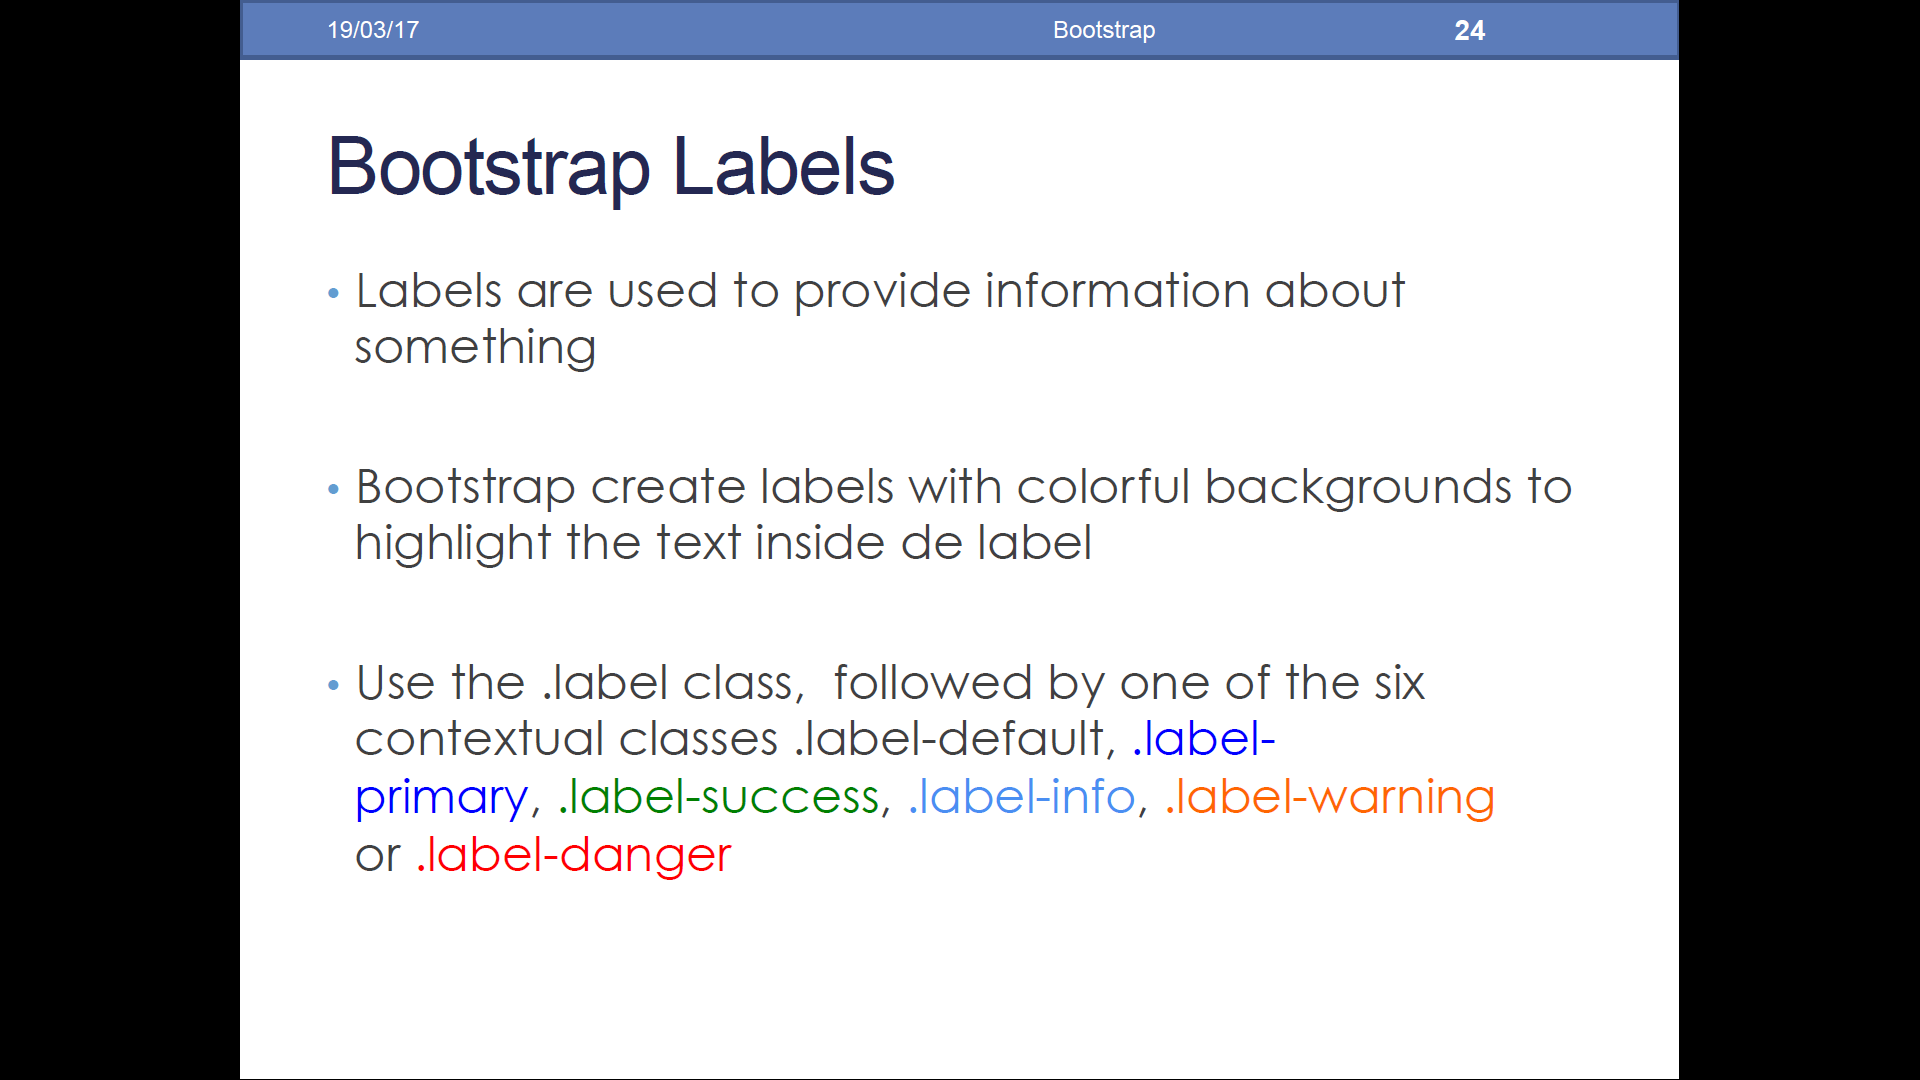 19/03/17 Bootstrap 24
Bootstrap Labels
• Labels are used to provide information about
something
• Bootstrap create labels with colorful backgrounds to
highlight the text inside de label
• Use the .label class,  followed by one of the six
contextual classes .label-default, .label-
primary, .label-success, .label-info, .label-warning
or .label-danger